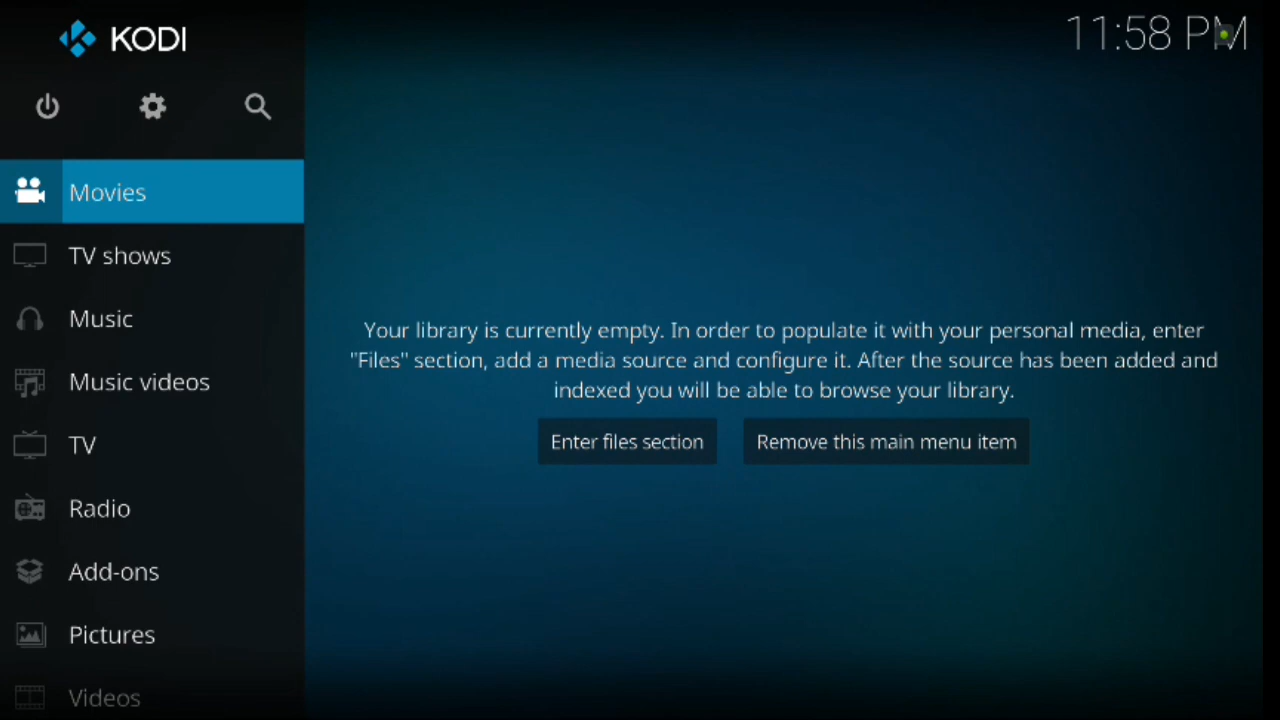 KODI
11:58 PM
Movies
TV shows
Music
Music videos
TV
Radio
Add-ons
Pictures
Videos
Your library is currently empty. In order to populate it with your personal media, enter
"Files" section, add a media source and configure it. After the source has been added and
indexed you will be able to browse your library.
Enter files section
Remove this main menu item